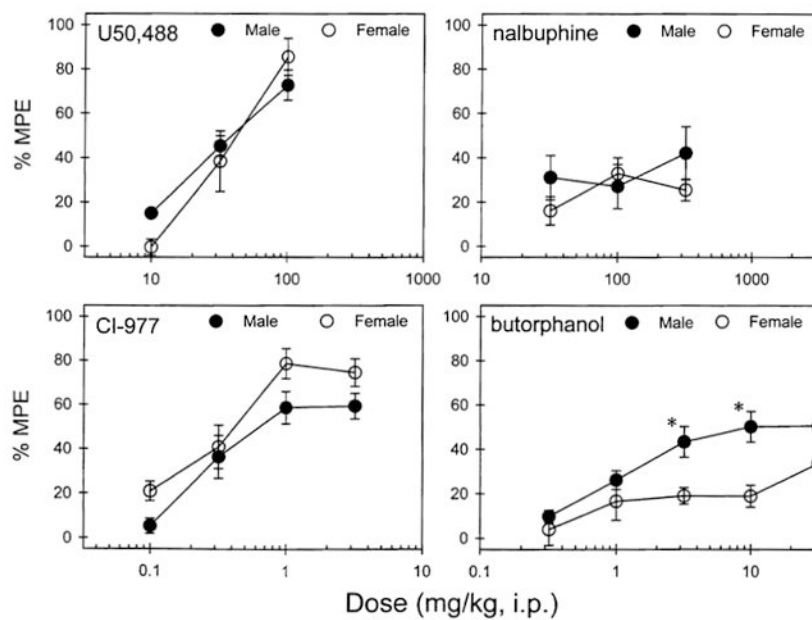 U50,488 Male Female
nalbuphine Male Female
% MPE
100
80
60
40
20
0
100
80
60
40
20
0
10 100 1000
10 100 1000
CI-977 Male Female
butorphanol Male Female
% MPE
80
60
40
20
0
80
60
40
20
0
* *
0.1 1 10
0.1 1 10
Dose (mg/kg, i.p.)